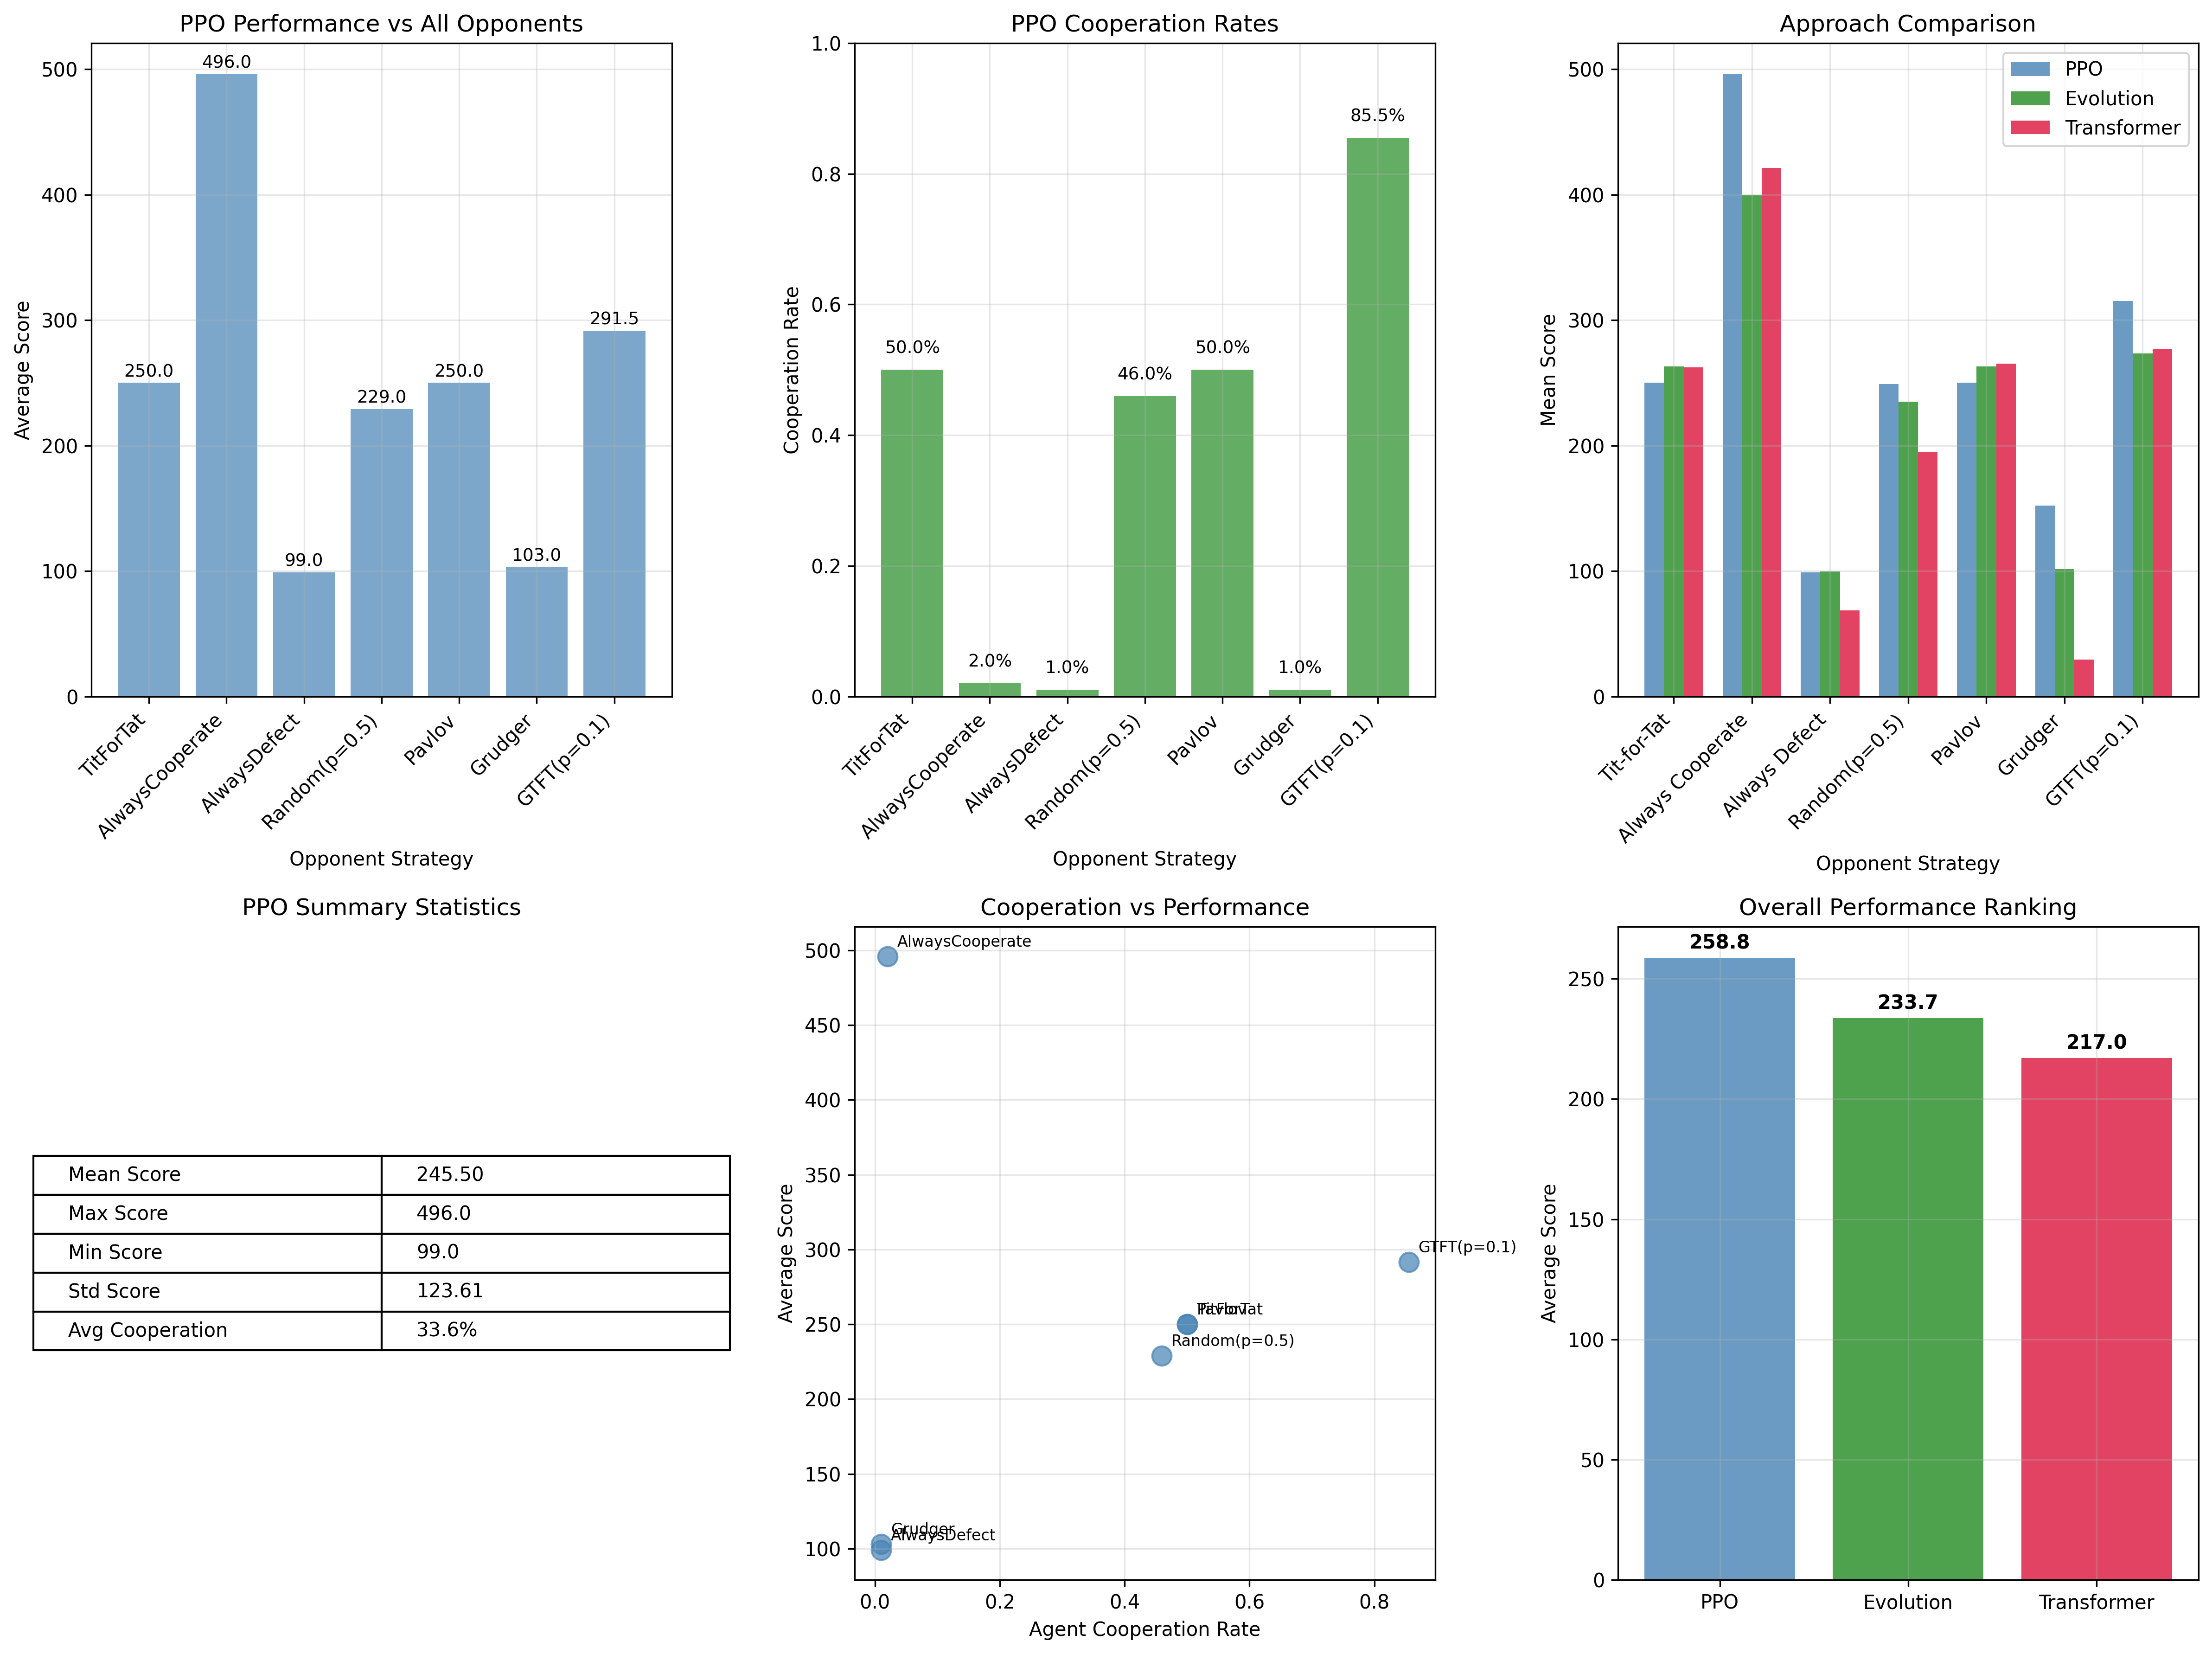 PPO Performance vs All Opponents
Average Score
500
400
300
200
100
0
250.0
496.0
99.0
229.0
250.0
103.0
291.5
TitForTat
AlwaysCooperate
AlwaysDefect
Random(p=0.5)
Pavlov
Grudger
GTFT(p=0.1)
Opponent Strategy
PPO Cooperation Rates
Cooperation Rate
1.0
0.8
0.6
0.4
0.2
0.0
50.0%
2.0%
1.0%
46.0%
50.0%
1.0%
85.5%
TitForTat
AlwaysCooperate
AlwaysDefect
Random(p=0.5)
Pavlov
Grudger
GTFT(p=0.1)
Opponent Strategy
Approach Comparison
Mean Score
500
400
300
200
100
0
PPO
Evolution
Transformer
Tit-for-Tat
Always Cooperate
Always Defect
Random(p=0.5)
Pavlov
Grudger
GTFT(p=0.1)
Opponent Strategy
PPO Summary Statistics
Mean Score 245.50
Max Score 496.0
Min Score 99.0
Std Score 123.61
Avg Cooperation 33.6%
Cooperation vs Performance
Average Score
500
450
400
350
300
250
200
150
100
AlwaysCooperate
GTFT(p=0.1)
TitForTat
Pavlov
Random(p=0.5)
Grudger
AlwaysDefect
0.0
0.2
0.4
0.6
0.8
Agent Cooperation Rate
Overall Performance Ranking
Average Score
250
200
150
100
50
0
258.8
233.7
217.0
PPO
Evolution
Transformer